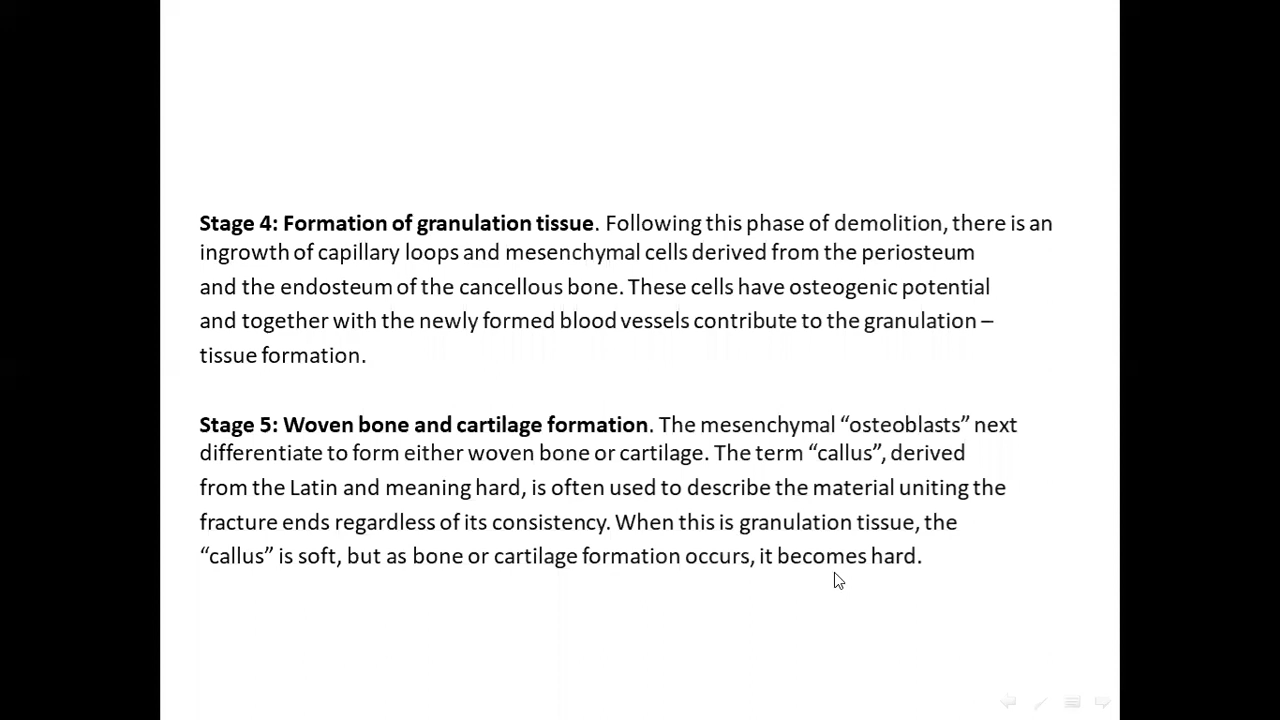 Stage 4: Formation of granulation tissue. Following this phase of demolition, there is an
ingrowth of capillary loops and mesenchymal cells derived from the periosteum
and the endosteum of the cancellous bone. These cells have osteogenic potential
and together with the newly formed blood vessels contribute to the granulation –
tissue formation.
Stage 5: Woven bone and cartilage formation. The mesenchymal “osteoblasts” next
differentiate to form either woven bone or cartilage. The term “callus”, derived
from the Latin and meaning hard, is often used to describe the material uniting the
fracture ends regardless of its consistency. When this is granulation tissue, the
“callus” is soft, but as bone or cartilage formation occurs, it becomes hard.